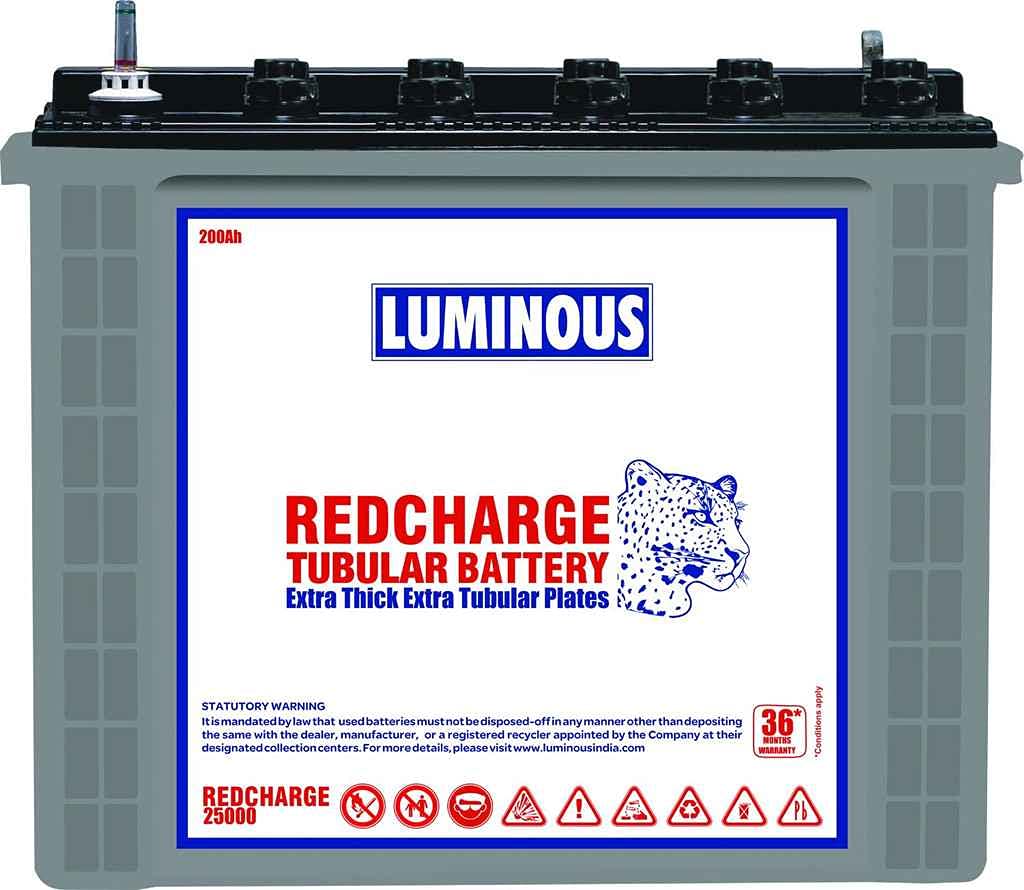 200Ah
LUMINOUS
REDCHARGE
TUBULAR BATTERY
Extra Thick Extra Tubular Plates
STATUTORY WARNING
It is mandated by law that used batteries must not be disposed-off in any manner other than depositing
the same with the dealer, manufacturer, or a registered recycler appointed by the Company at their
designated collection centers. For more details, please visit www.luminousindia.com
36*
MONTHS
WARRANTY
*Conditions apply
REDCHARGE
25000
Pb